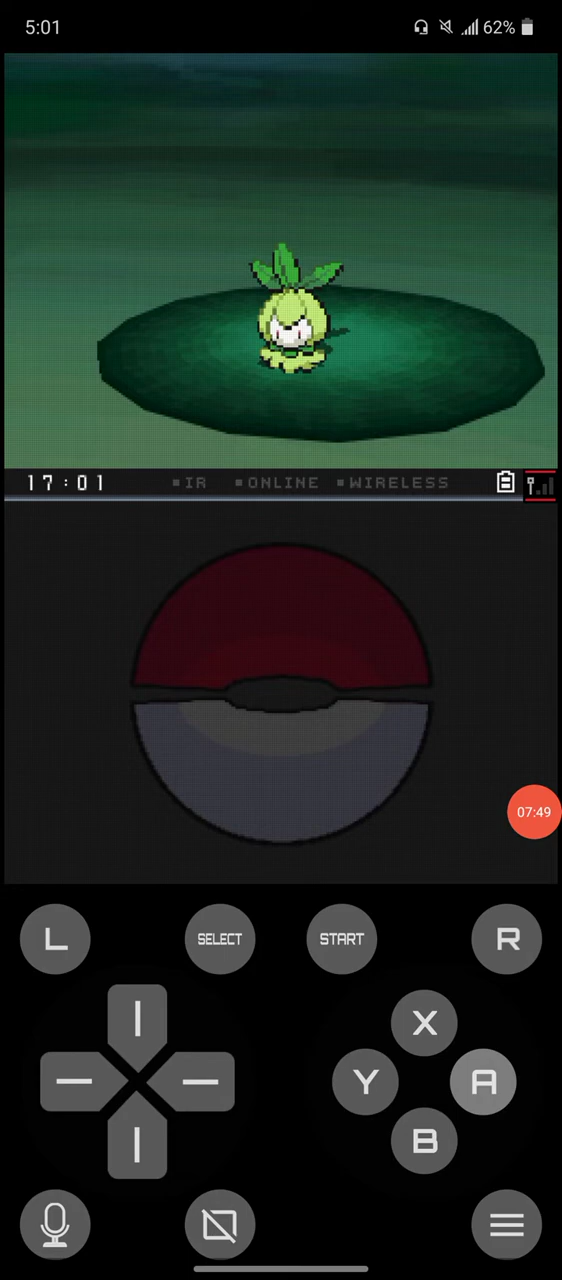 5:01
62%
17:01
IR
ONLINE
WIRELESS
07:49
L
SELECT
START
R
X
Y
A
B